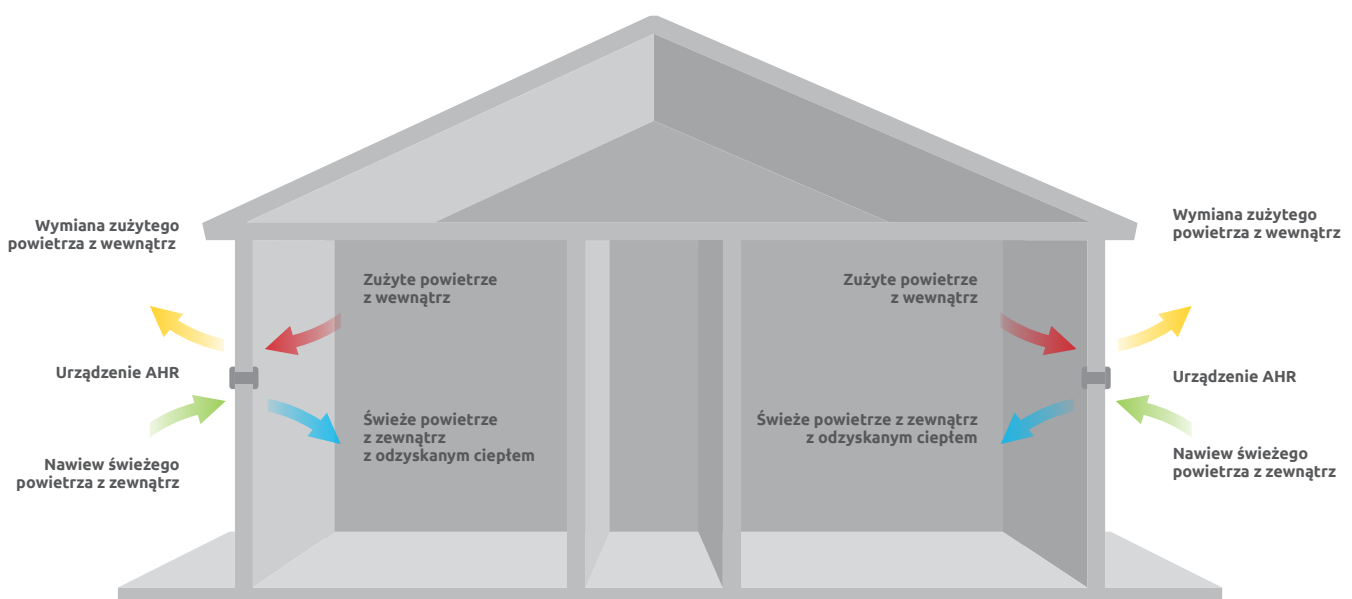 Wymiana zużytego
powietrza z wewnątrz
Urządzenie AHR
Nawiew świeżego
powietrza z zewnątrz
Zużyte powietrze
z wewnątrz
Świeże powietrze
z zewnątrz
z odzyskanym ciepłem
Zużyte powietrze
z wewnątrz
Świeże powietrze z zewnątrz
z odzyskanym ciepłem
Wymiana zużytego
powietrza z wewnątrz
Urządzenie AHR
Nawiew świeżego
powietrza z zewnątrz